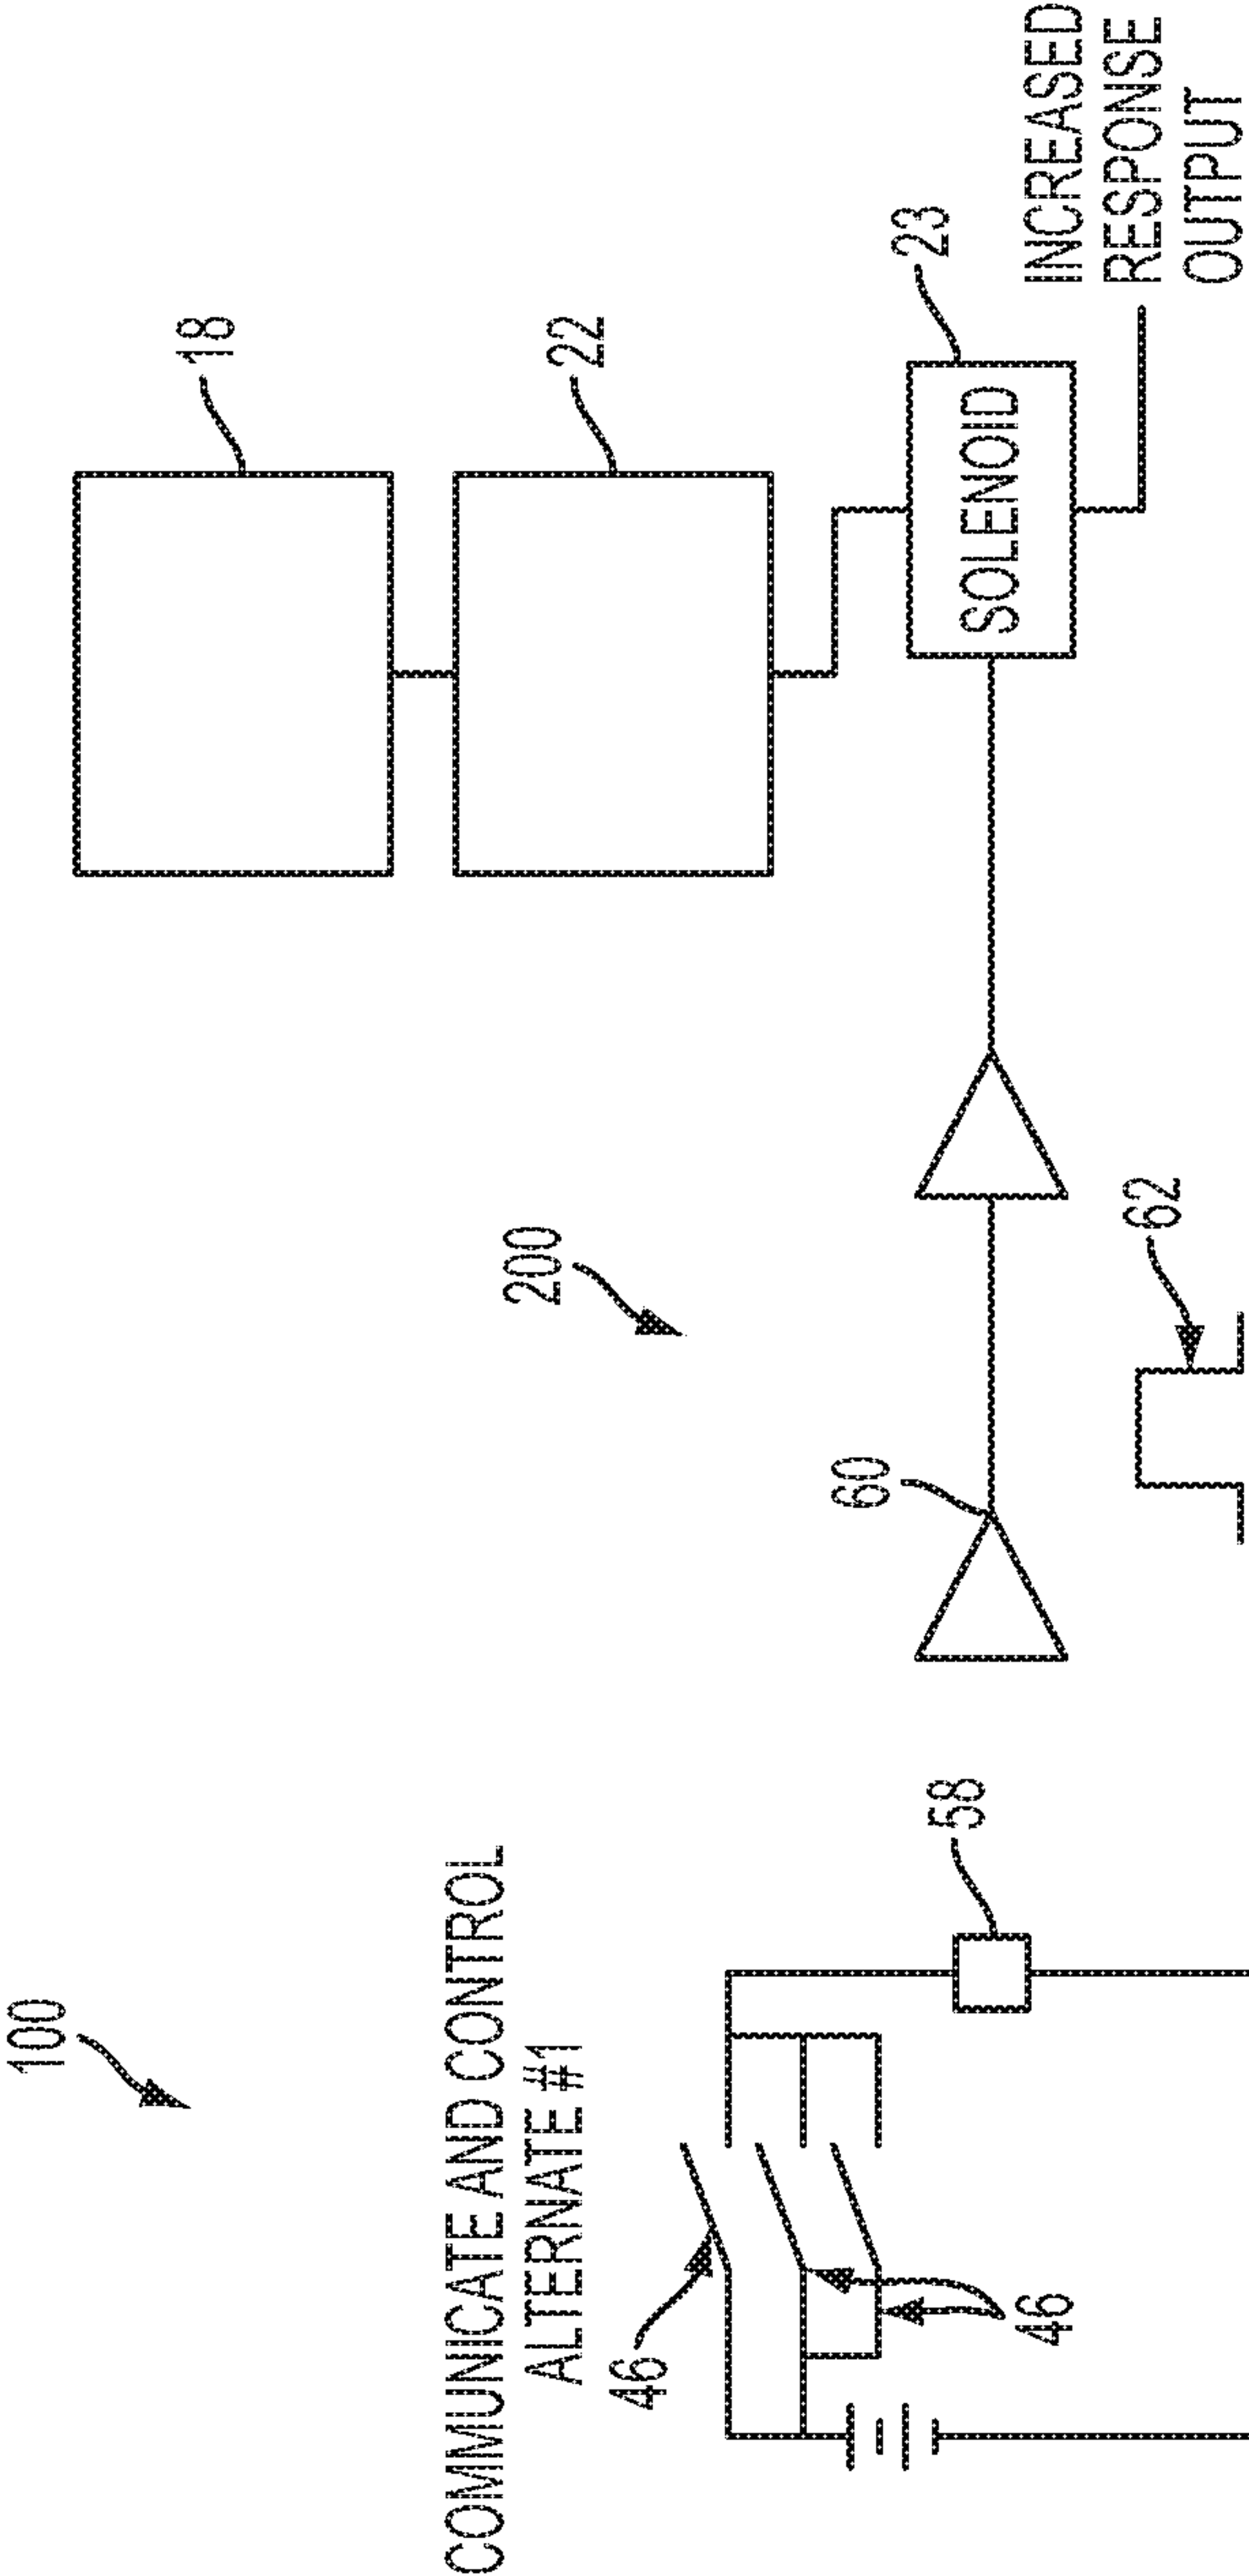 100
COMMUNICATE AND CONTROL
ALTERNATE #1
46
46
58
200
60
62
18
22
23
SOLENOID
INCREASED
RESPONSE
OUTPUT